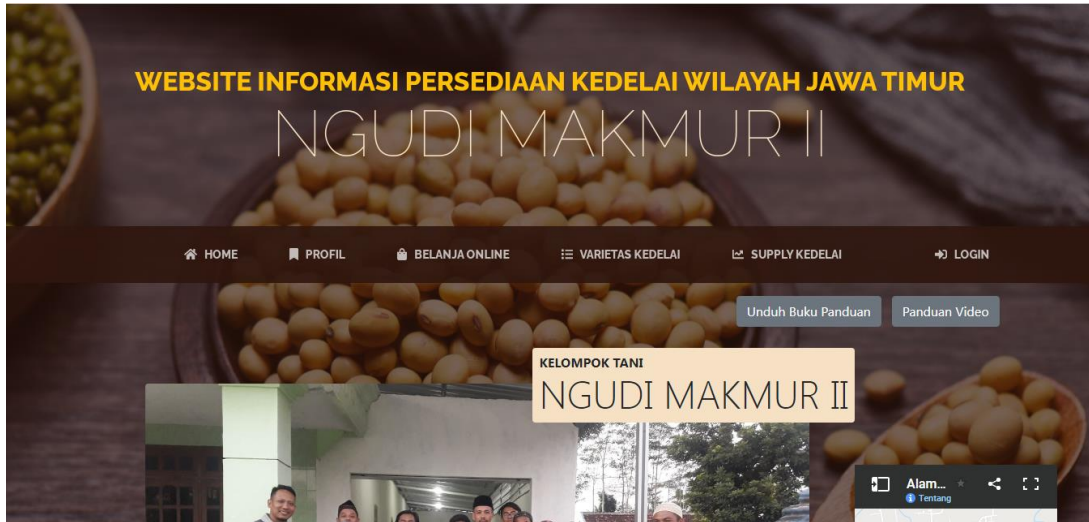 WEBSITE INFORMASI PERSEDIAAN KEDELAI WILAYAH JAWA TIMUR
NGUDI MAKMUR II
HOME PROFIL BELANJA ONLINE VARIETAS KEDELAI SUPPLY KEDELAI LOGIN
Unduh Buku Panduan Panduan Video
KELOMPOK TANI
NGUDI MAKMUR II
Alam...
Tentang